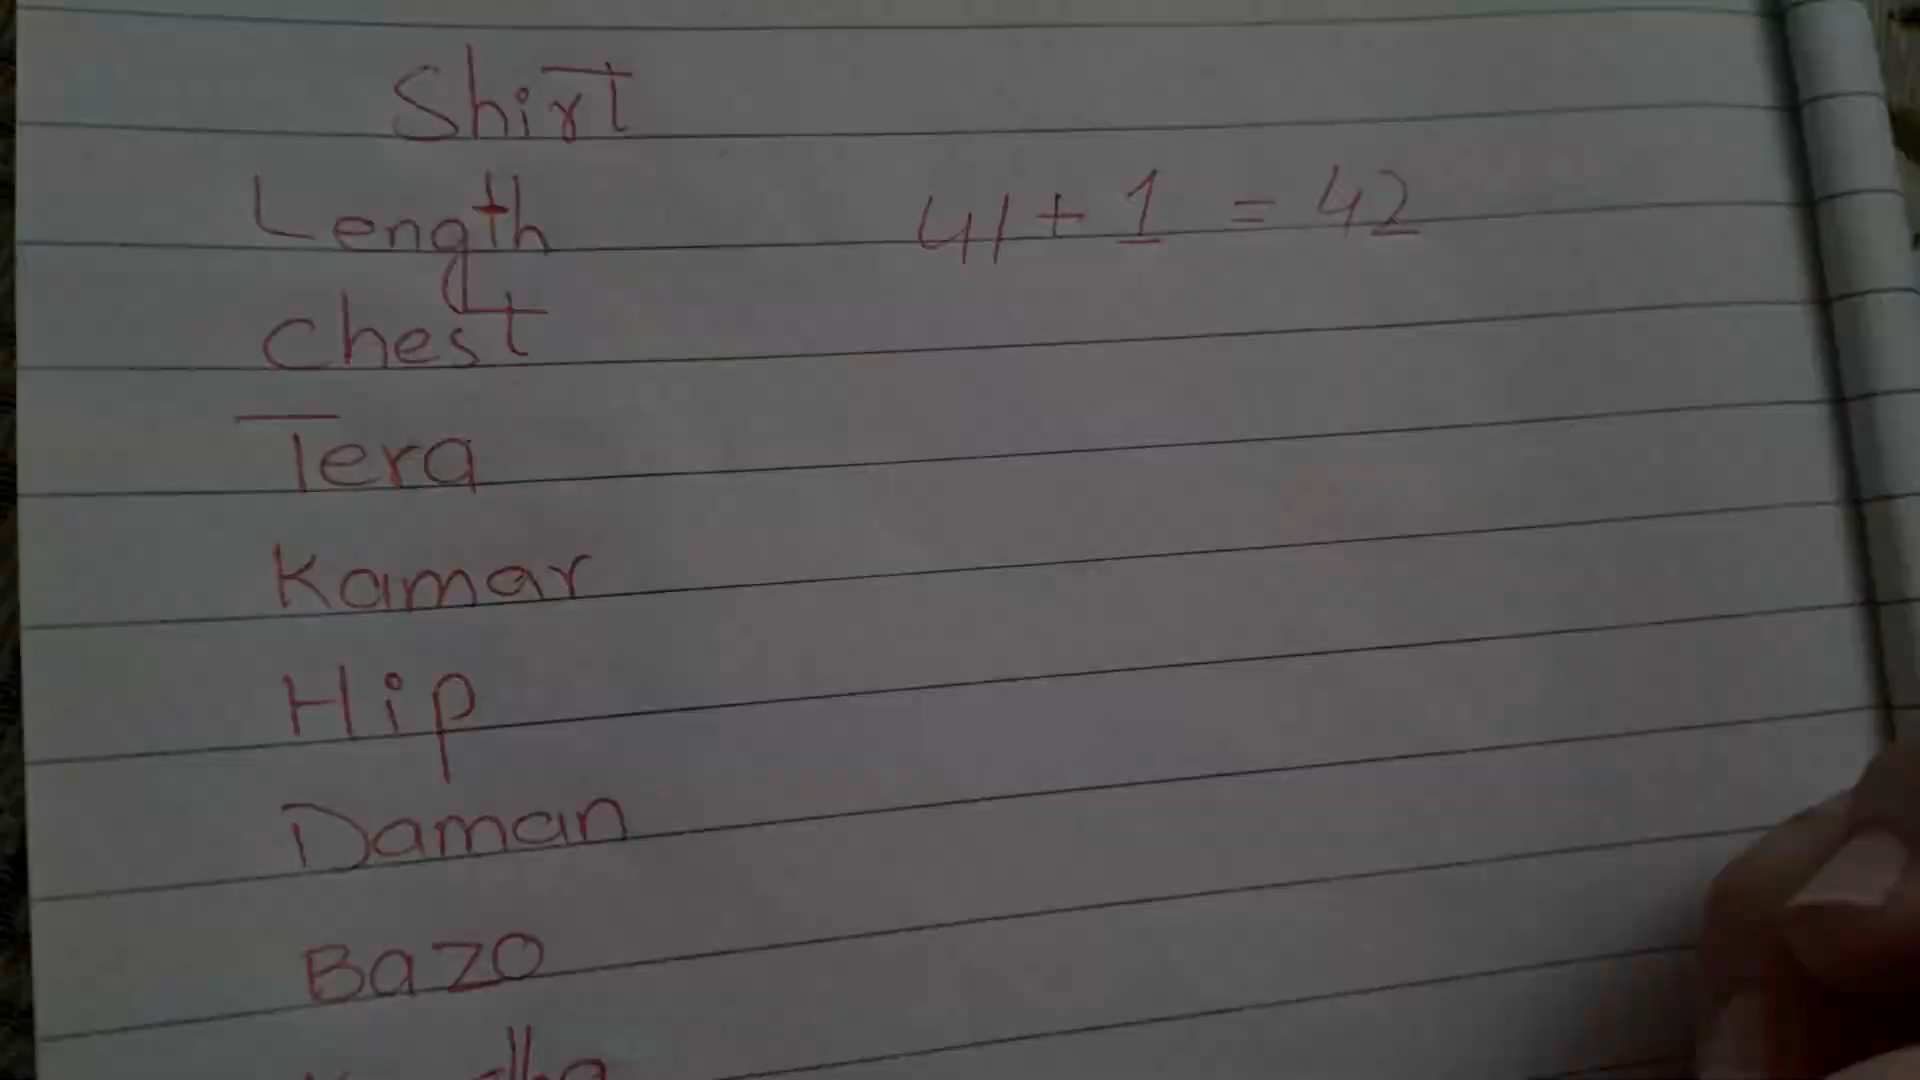 Shirt
Length 41 + 1 = 42
chest
Tera
Kamar
Hip
Daman
Bazo